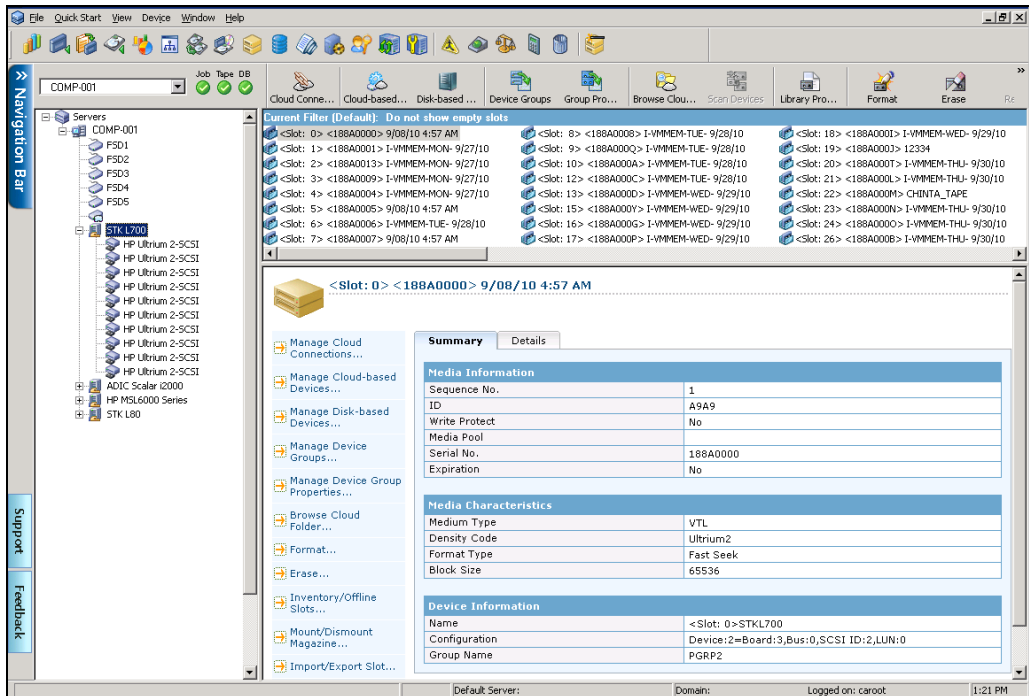 File Quick Start View Device Window Help
Navigation Bar
COMP-001
Job Tape DB
Cloud Conne... Cloud-based... Disk-based ... Device Groups Group Pro... Browse Clou... Scan Devices Library Pro... Format Erase Re
Servers
COMP-001
FSD1
FSD2
FSD3
FSD4
FSD5
STK L700
HP Ultrium 2-SCSI
HP Ultrium 2-SCSI
HP Ultrium 2-SCSI
HP Ultrium 2-SCSI
HP Ultrium 2-SCSI
HP Ultrium 2-SCSI
HP Ultrium 2-SCSI
HP Ultrium 2-SCSI
HP Ultrium 2-SCSI
HP Ultrium 2-SCSI
ADIC Scalar i2000
HP MSL6000 Series
STK L80
Support
Feedback
Current Filter (Default): Do not show empty slots
<Slot: 0> <188A0000> 9/08/10 4:57 AM
<Slot: 1> <188A0001> I-VMMEM-MON- 9/27/10
<Slot: 2> <188A0013> I-VMMEM-MON- 9/27/10
<Slot: 3> <188A0009> I-VMMEM-MON- 9/27/10
<Slot: 4> <188A0004> I-VMMEM-MON- 9/27/10
<Slot: 5> <188A0005> 9/08/10 4:57 AM
<Slot: 6> <188A0006> I-VMMEM-TUE- 9/28/10
<Slot: 7> <188A0007> 9/08/10 4:57 AM
<Slot: 8> <188A0008> I-VMMEM-TUE- 9/28/10
<Slot: 9> <188A000Q> I-VMMEM-TUE- 9/28/10
<Slot: 10> <188A000A> I-VMMEM-TUE- 9/28/10
<Slot: 12> <188A000C> I-VMMEM-TUE- 9/28/10
<Slot: 13> <188A000D> I-VMMEM-WED- 9/29/10
<Slot: 15> <188A000Y> I-VMMEM-WED- 9/29/10
<Slot: 16> <188A000G> I-VMMEM-WED- 9/29/10
<Slot: 17> <188A000P> I-VMMEM-WED- 9/29/10
<Slot: 18> <188A000I> I-VMMEM-WED- 9/29/10
<Slot: 19> <188A000J> 12334
<Slot: 20> <188A000T> I-VMMEM-THU- 9/30/10
<Slot: 21> <188A000L> I-VMMEM-THU- 9/30/10
<Slot: 22> <188A000M> CHINTA_TAPE
<Slot: 23> <188A000N> I-VMMEM-THU- 9/30/10
<Slot: 24> <188A000O> I-VMMEM-THU- 9/30/10
<Slot: 26> <188A000B> I-VMMEM-THU- 9/30/10
<Slot: 0> <188A0000> 9/08/10 4:57 AM
Manage Cloud
Connections...
Manage Cloud-based
Devices...
Manage Disk-based
Devices...
Manage Device
Groups...
Manage Device Group
Properties...
Browse Cloud
Folder...
Format...
Erase...
Inventory/Offline
Slots...
Mount/Dismount
Magazine...
Import/Export Slot...
Summary Details
Media Information
Sequence No. 1
ID A9A9
Write Protect No
Media Pool
Serial No. 188A0000
Expiration No
Media Characteristics
Medium Type VTL
Density Code Ultrium2
Format Type Fast Seek
Block Size 65536
Device Information
Name <Slot: 0>STKL700
Configuration Device:2=Board:3,Bus:0,SCSI ID:2,LUN:0
Group Name PGRP2
Default Server: Domain: Logged on: caroot 1:21 PM